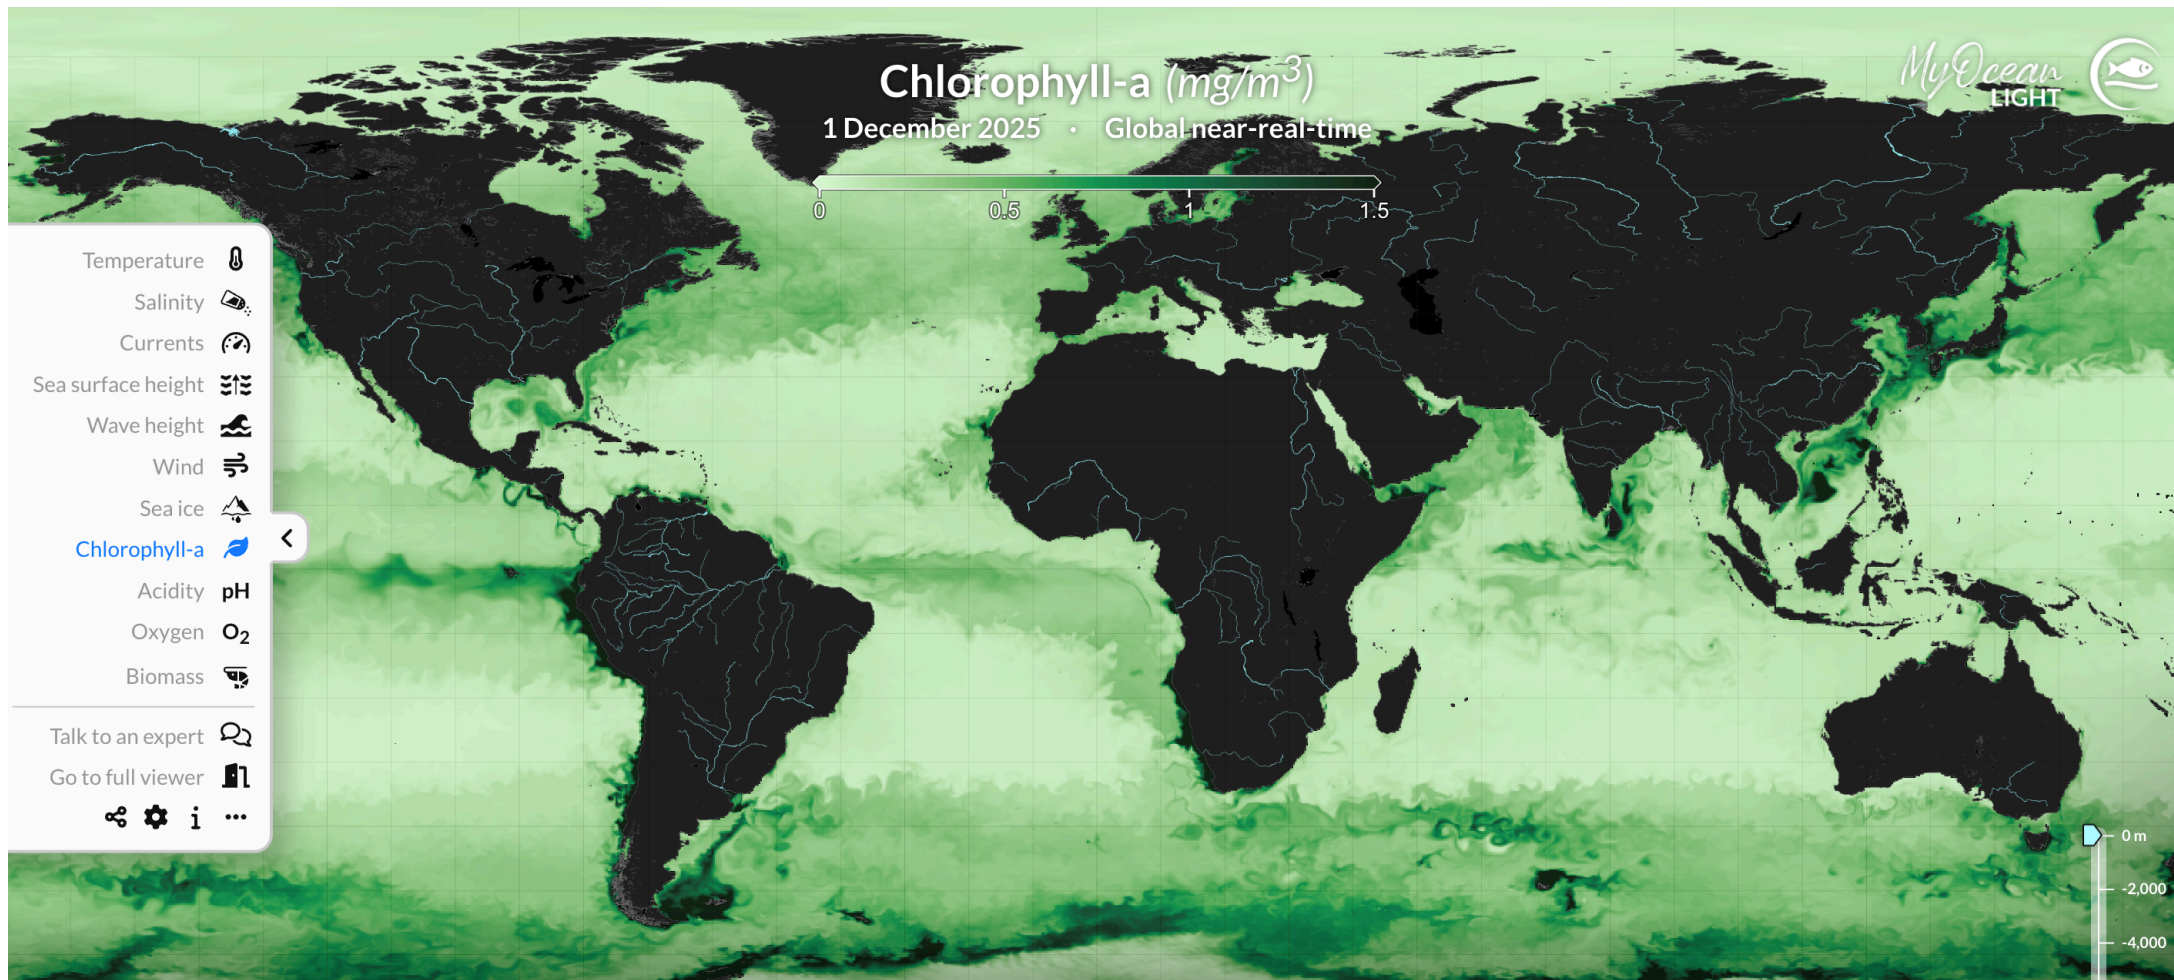 Chlorophyll-a (mg/m³)
1 December 2025 · Global near-real-time
0 0.5 1 1.5
MyOcean
LIGHT
Temperature
Salinity
Currents
Sea surface height
Wave height
Wind
Sea ice
Chlorophyll-a
Acidity pH
Oxygen O₂
Biomass
Talk to an expert
Go to full viewer
0 m
-2,000
-4,000